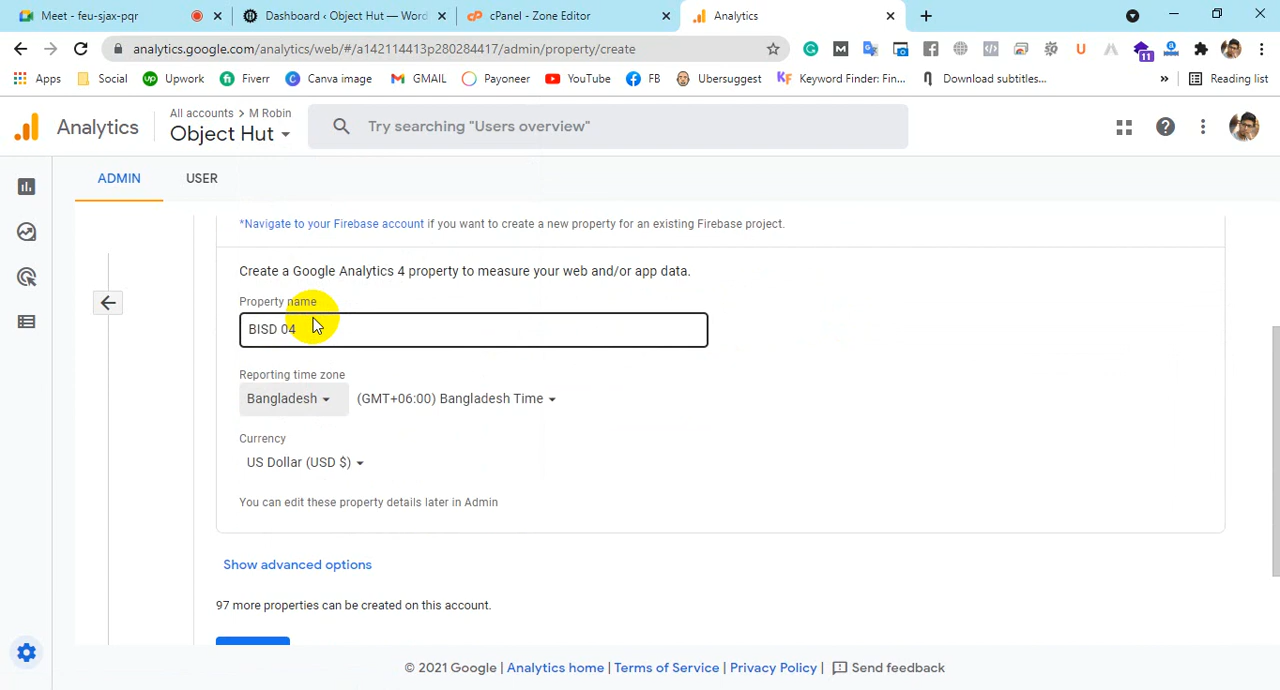 Meet - feu-sjax-pqr
Dashboard ‹ Object Hut — Word
cPanel - Zone Editor
Analytics
analytics.google.com/analytics/web/#/a142114413p280284417/admin/property/create
11
Apps
Social
Upwork
Fiverr
Canva image
GMAIL
Payoneer
YouTube
FB
Ubersuggest
Keyword Finder: Fin...
Download subtitles...
»
Reading list
Analytics
All accounts > M Robin
Object Hut
Try searching "Users overview"
ADMIN
USER
*Navigate to your Firebase account if you want to create a new property for an existing Firebase project.
Create a Google Analytics 4 property to measure your web and/or app data.
Property name
BISD 04
Reporting time zone
Bangladesh
(GMT+06:00) Bangladesh Time
Currency
US Dollar (USD $)
You can edit these property details later in Admin
Show advanced options
97 more properties can be created on this account.
© 2021 Google | Analytics home | Terms of Service | Privacy Policy | Send feedback